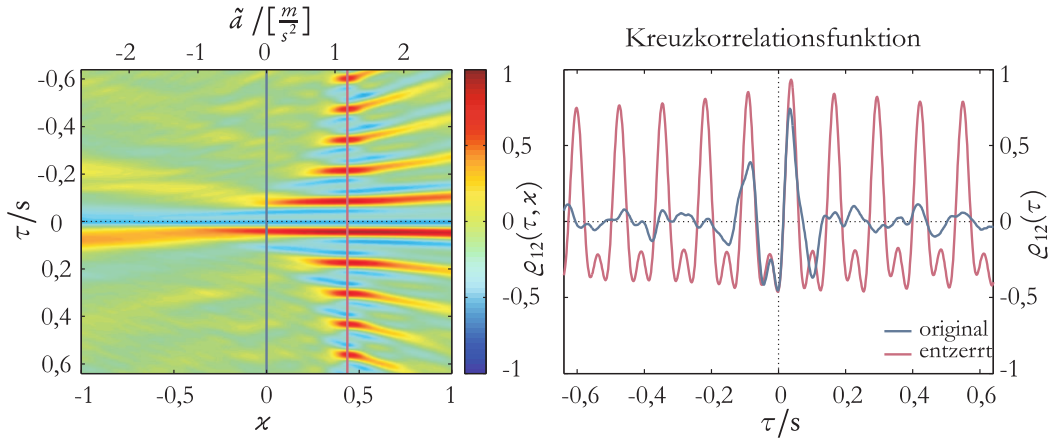 ã /[m/s²]
-2 -1 0 1 2
-0,6
-0,4
-0,2
0
0,2
0,4
0,6
τ/s
-1 -0,5 0 0,5 1
ϰ
1
0,5
0
-0,5
-1
ϱ12(τ, ϰ)
Kreuzkorrelationsfunktion
1
0,5
0
-0,5
-1
ϱ12(τ)
original
entzerrt
-0,6 -0,4 -0,2 0 0,2 0,4 0,6
τ/s